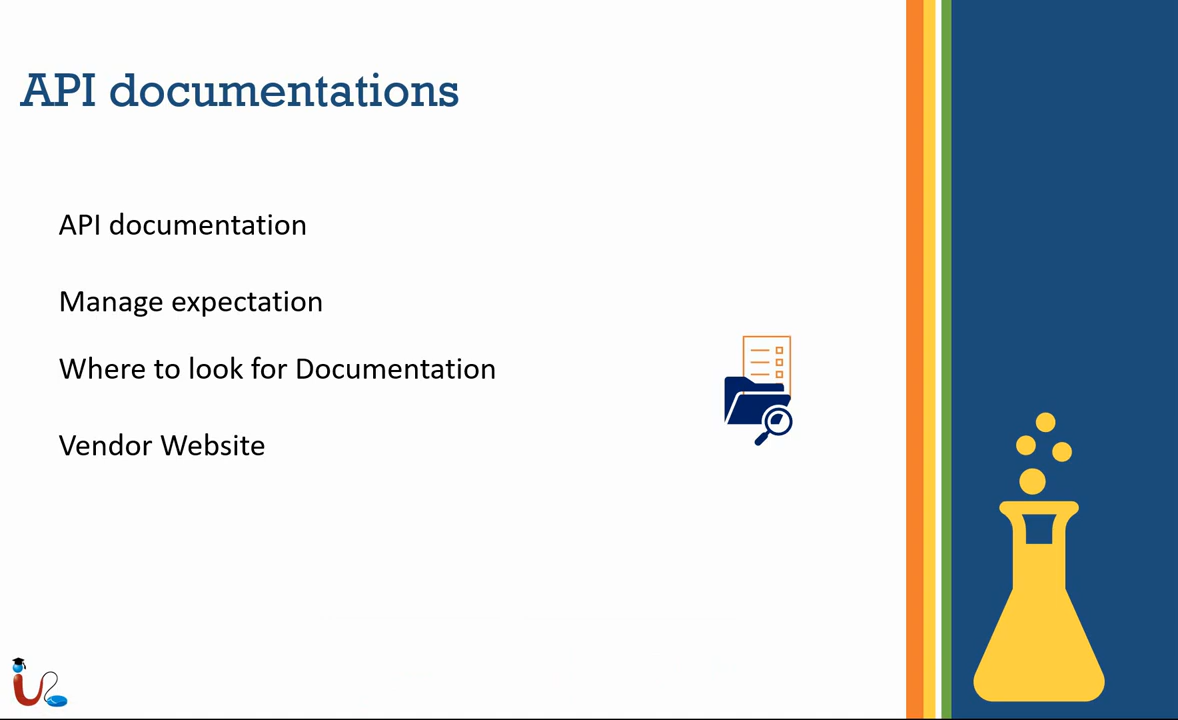 API documentations
API documentation
Manage expectation
Where to look for Documentation
Vendor Website